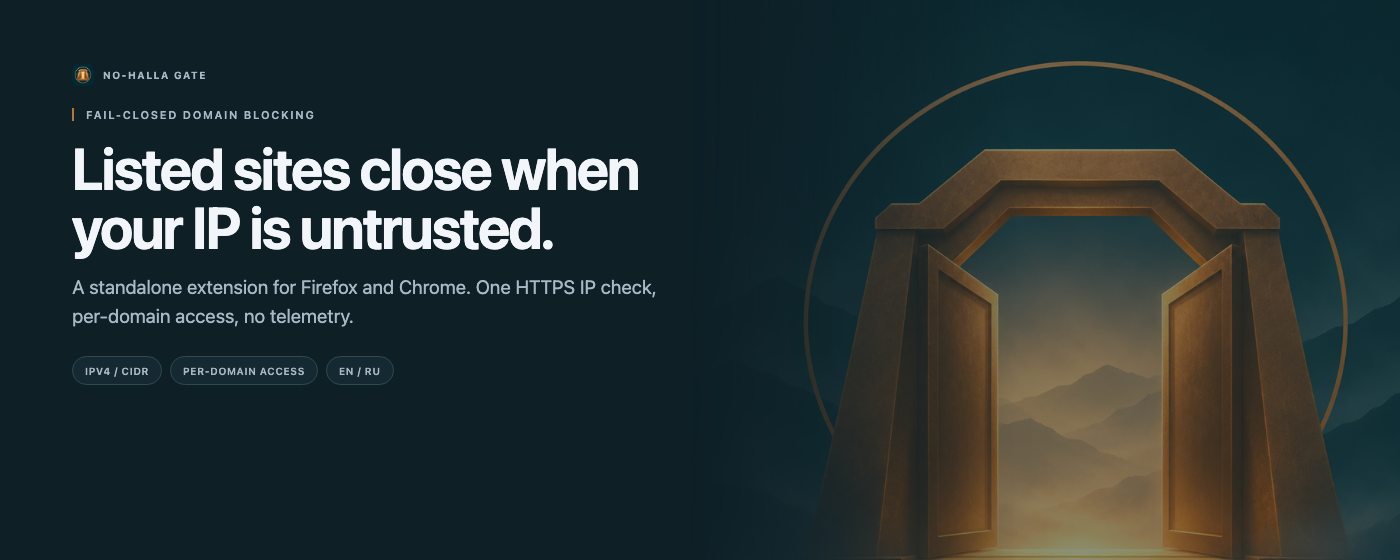 NO-HALLA GATE
FAIL-CLOSED DOMAIN BLOCKING
Listed sites close when
your IP is untrusted.
A standalone extension for Firefox and Chrome. One HTTPS IP check,
per-domain access, no telemetry.
IPV4 / CIDR PER-DOMAIN ACCESS EN / RU